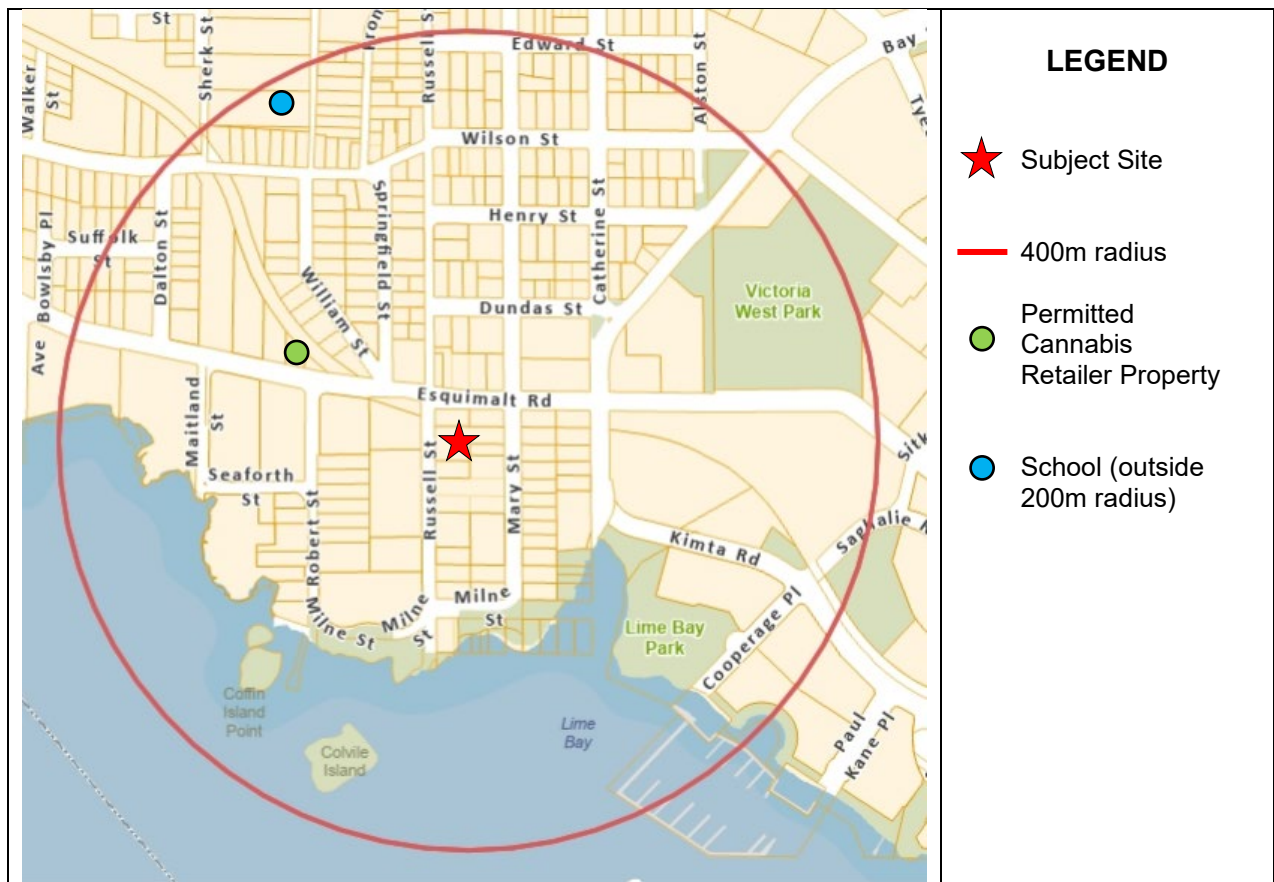 St
Sherk St
Russell St
Edward St
Alston St
Bay
Walker
St
Wilson St
Springfield St
Henry St
Catherine St
Suffolk
St
Dalton St
Bowlsby Pl
William St
Dundas St
Victoria
West Park
Ave
Esquimalt Rd
Maitland
St
Seaforth
St
Robert St
Russell St
Mary St
Kimta Rd
Milne
St
Milne
St
Milne St
Lime Bay
Park
Cooperage Pl
Coffin
Island
Point
Colvile
Island
Lime
Bay
Paul
Kane Pl
LEGEND
Subject Site
400m radius
Permitted
Cannabis
Retailer Property
School (outside
200m radius)